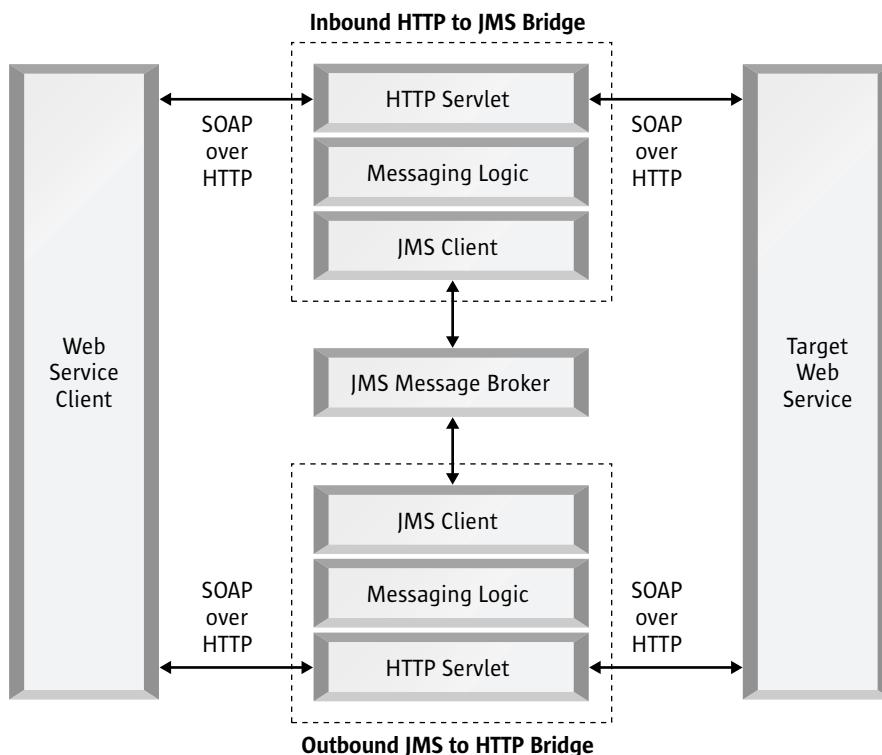 Inbound HTTP to JMS Bridge
HTTP Servlet
SOAP
over
HTTP
SOAP
over
HTTP
Messaging Logic
JMS Client
Web
Service
Client
JMS Message Broker
Target
Web
Service
JMS Client
SOAP
over
HTTP
Messaging Logic
SOAP
over
HTTP
HTTP Servlet
Outbound JMS to HTTP Bridge